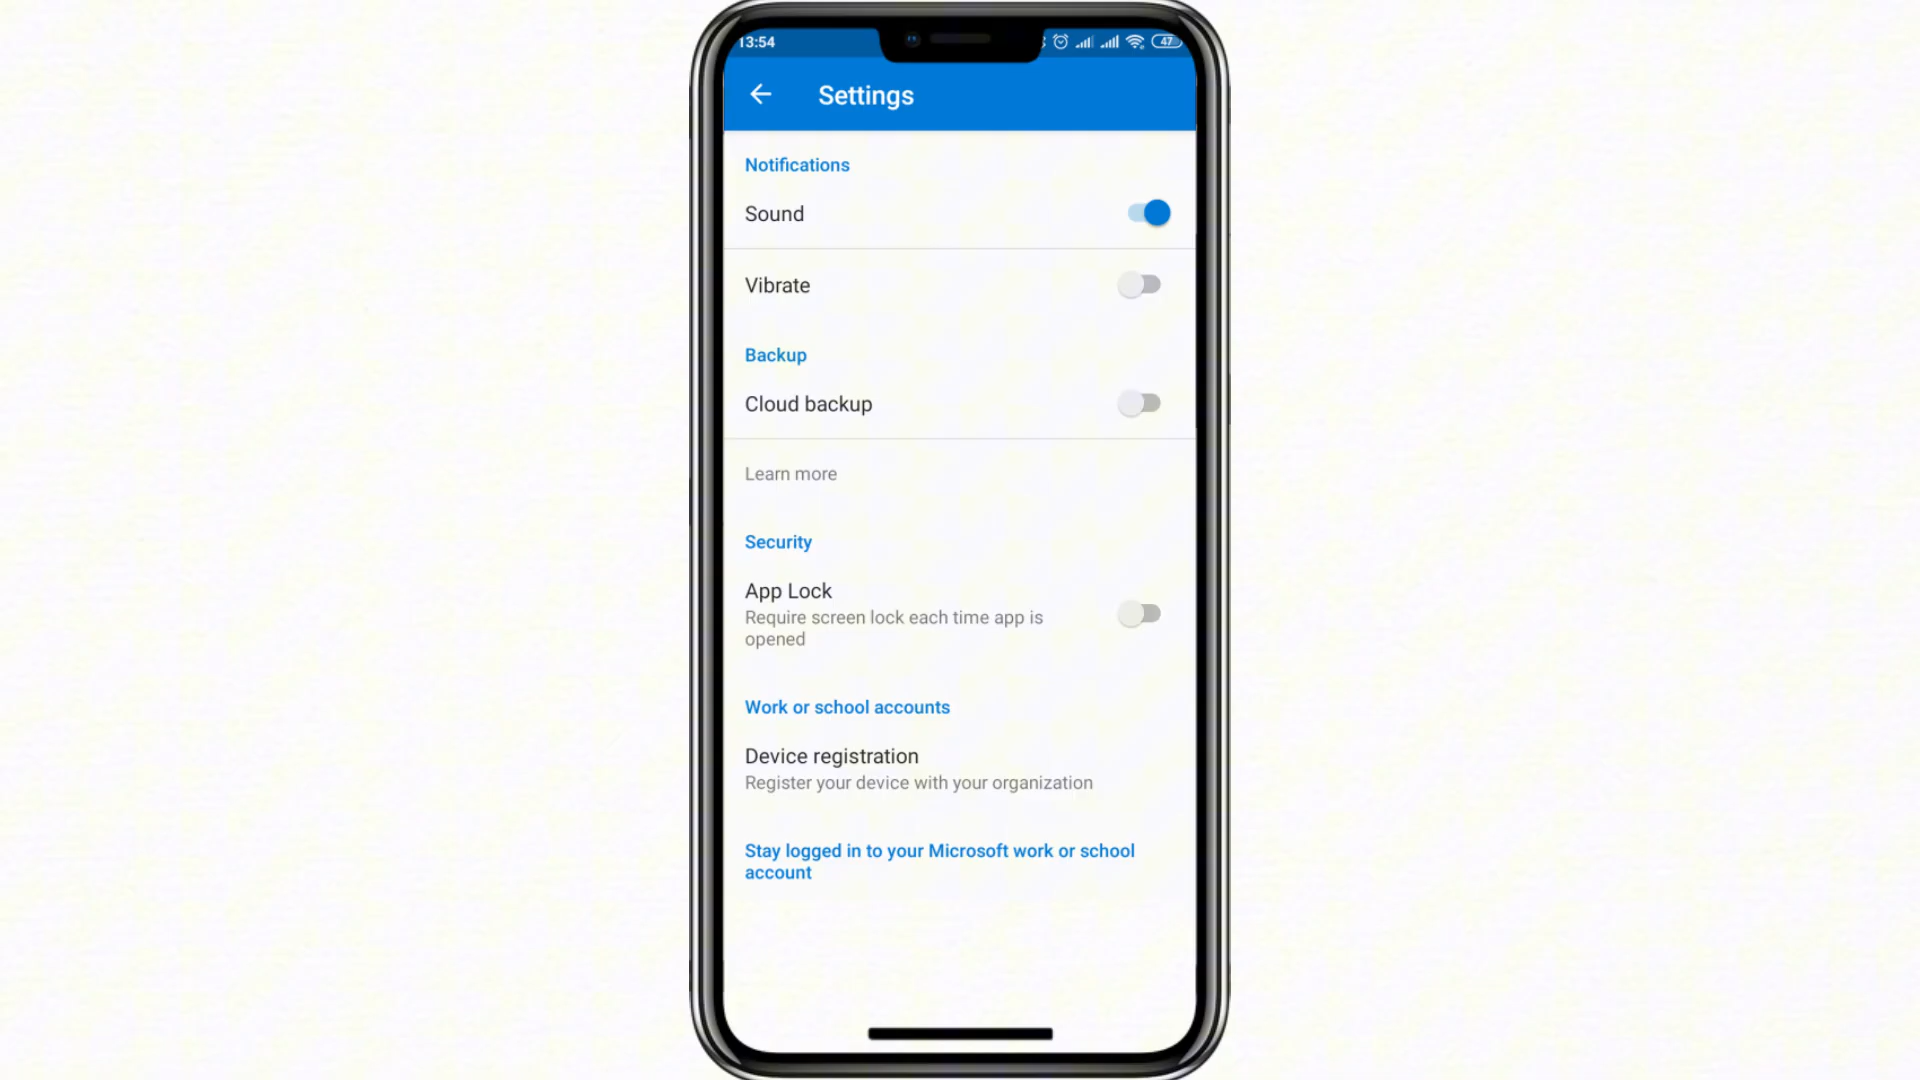 13:54
47
Settings
Notifications
Sound
Vibrate
Backup
Cloud backup
Learn more
Security
App Lock
Require screen lock each time app is
opened
Work or school accounts
Device registration
Register your device with your organization
Stay logged in to your Microsoft work or school
account